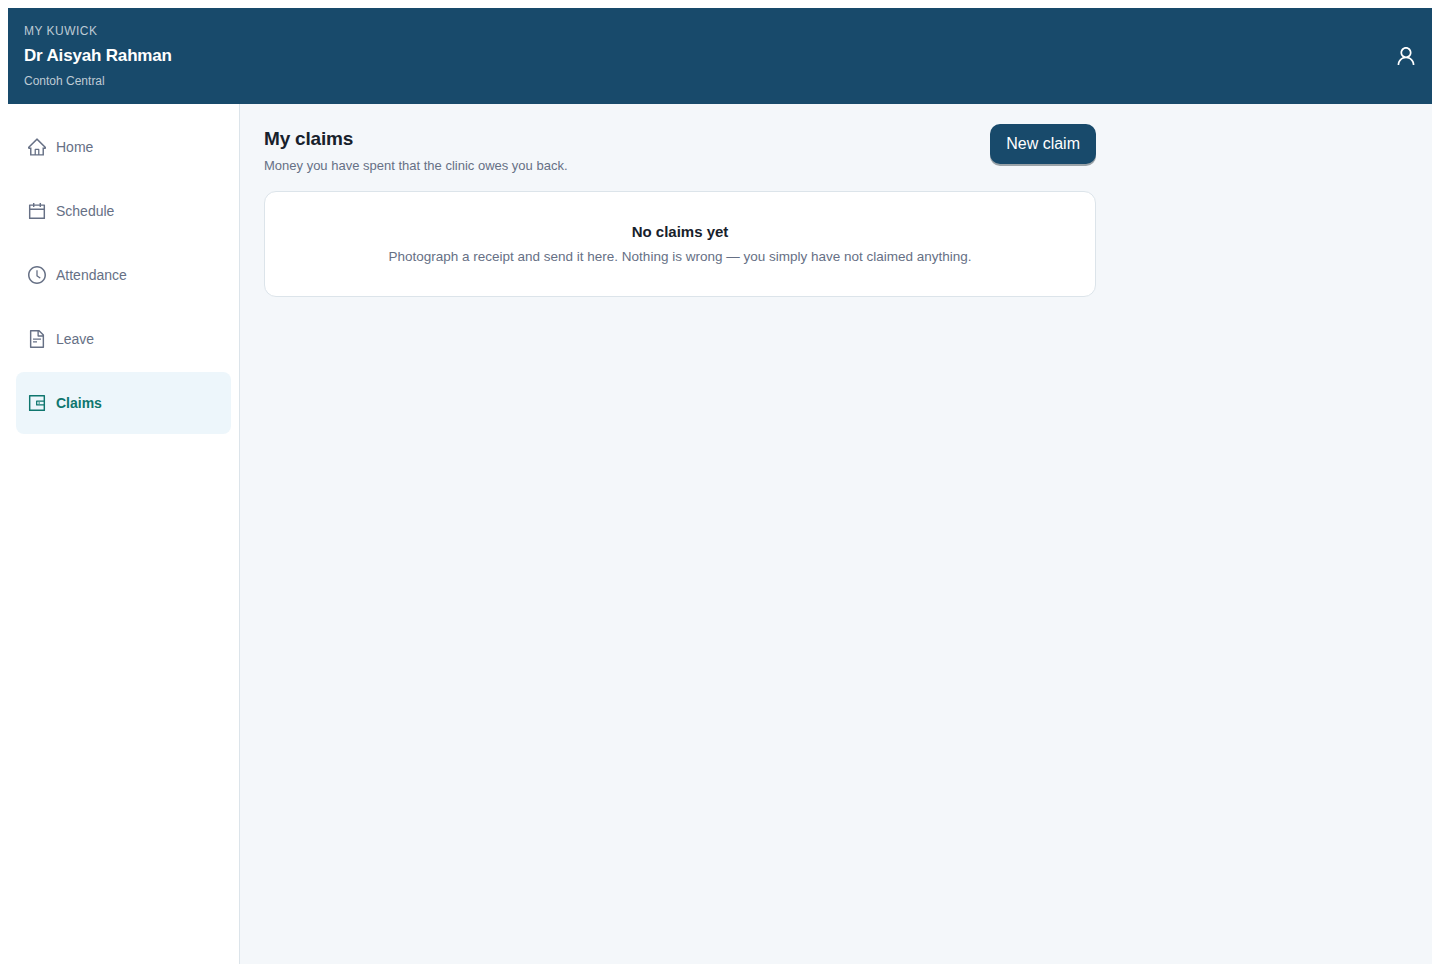 MY KUWICK
Dr Aisyah Rahman
Contoh Central
Home
Schedule
Attendance
Leave
Claims
My claims
Money you have spent that the clinic owes you back.
New claim
No claims yet
Photograph a receipt and send it here. Nothing is wrong — you simply have not claimed anything.